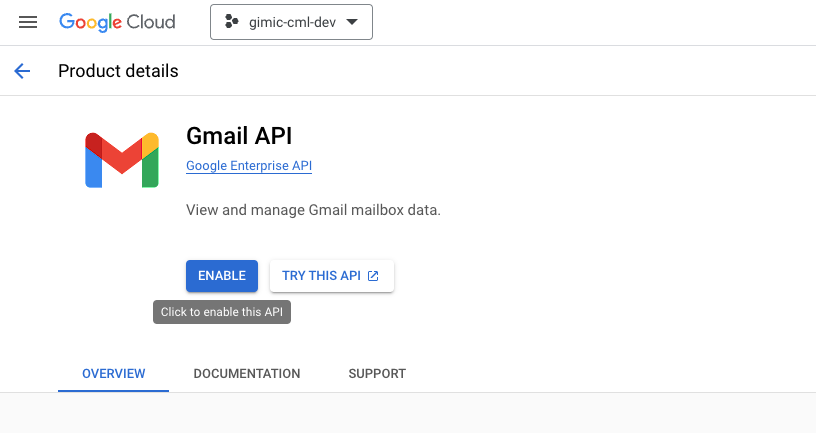 Google Cloud
gimic-cml-dev
Product details
Gmail API
Google Enterprise API
View and manage Gmail mailbox data.
ENABLE
TRY THIS API
Click to enable this API
OVERVIEW
DOCUMENTATION
SUPPORT